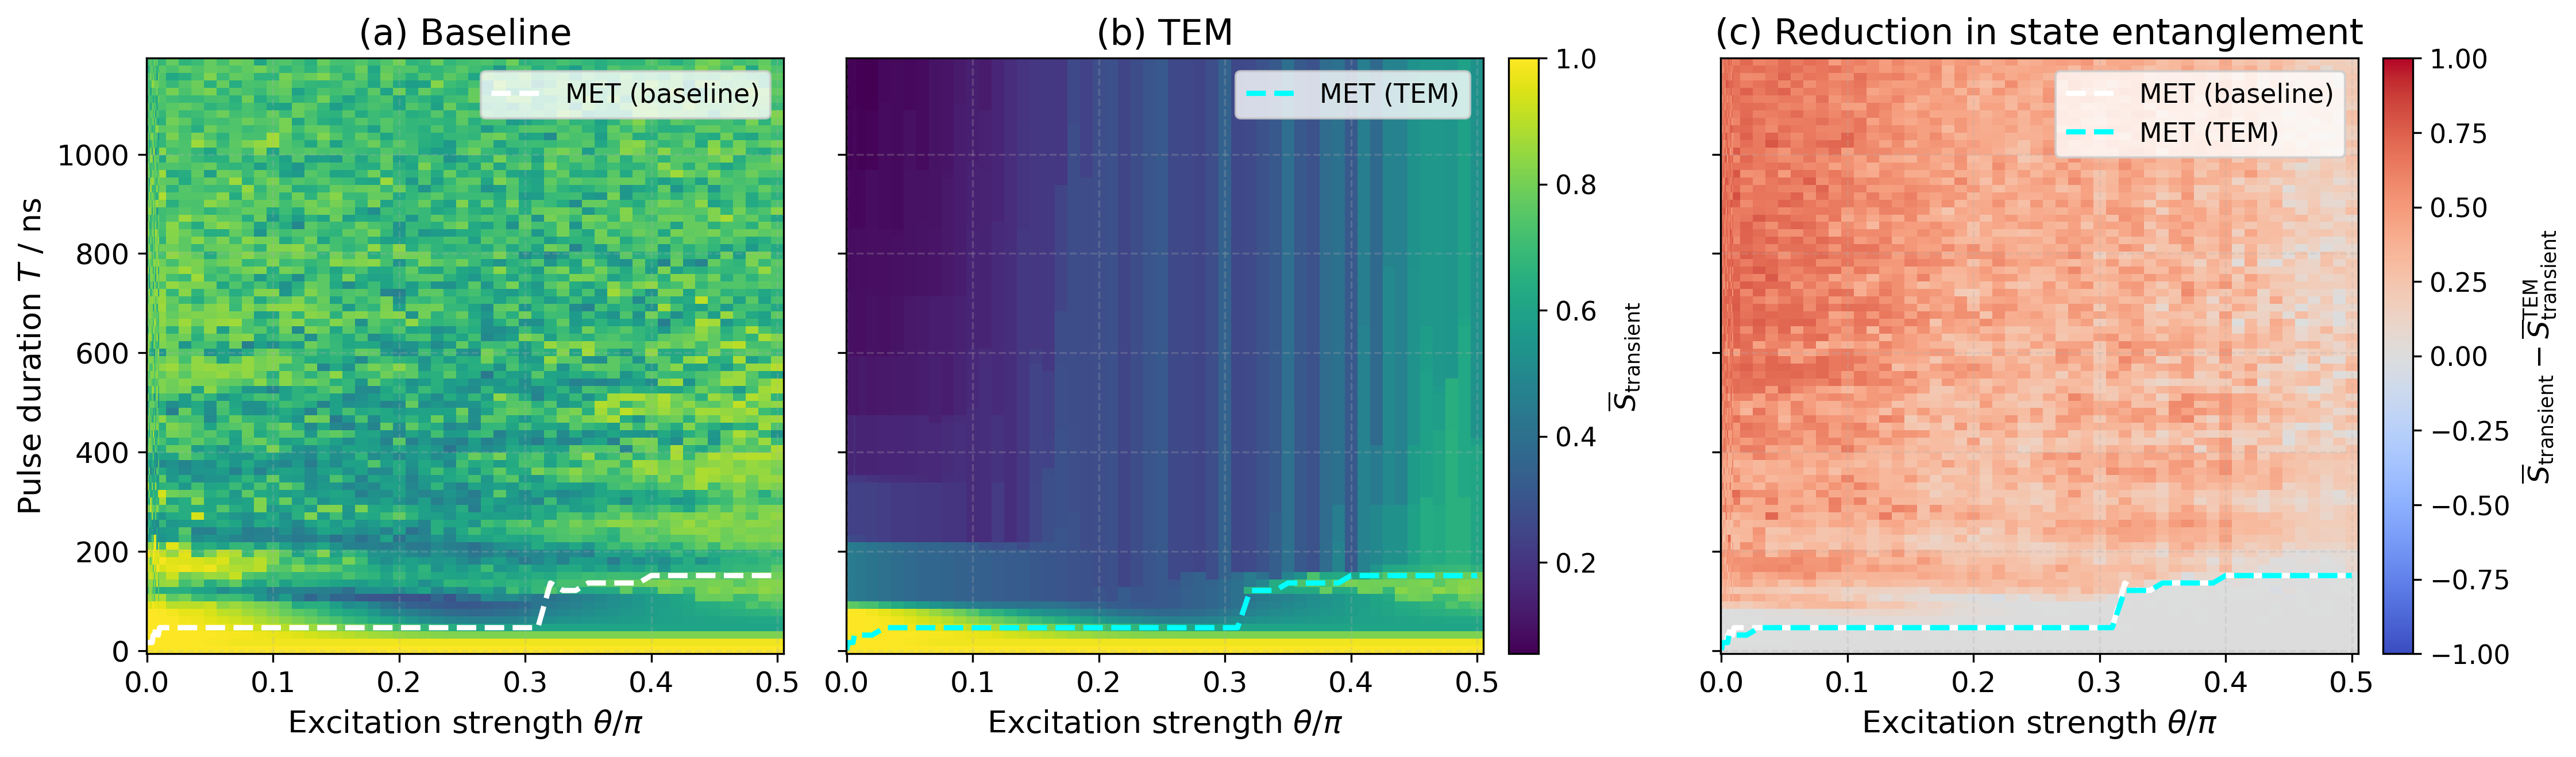 (a) Baseline
MET (baseline)
Pulse duration T / ns
1000
800
600
400
200
0
0.0 0.1 0.2 0.3 0.4 0.5
Excitation strength θ/π
(b) TEM
MET (TEM)
0.0 0.1 0.2 0.3 0.4 0.5
Excitation strength θ/π
1.0
0.8
0.6
0.4
0.2
S̅transient
(c) Reduction in state entanglement
MET (baseline)
MET (TEM)
0.0 0.1 0.2 0.3 0.4 0.5
Excitation strength θ/π
1.00
0.75
0.50
0.25
0.00
−0.25
−0.50
−0.75
−1.00
S̅transient − S̅TEMtransient